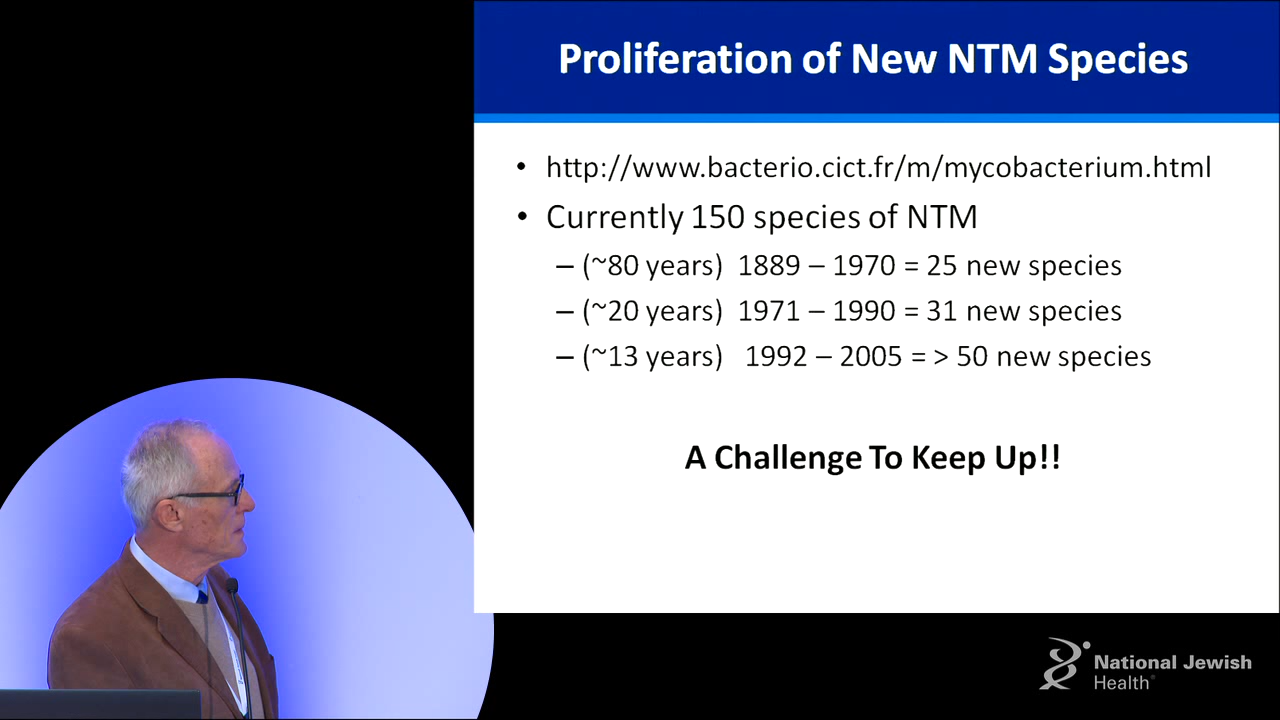 Proliferation of New NTM Species
• http://www.bacterio.cict.fr/m/mycobacterium.html
• Currently 150 species of NTM
– (~80 years) 1889 – 1970 = 25 new species
– (~20 years) 1971 – 1990 = 31 new species
– (~13 years) 1992 – 2005 = > 50 new species
A Challenge To Keep Up!!
National Jewish
Health®